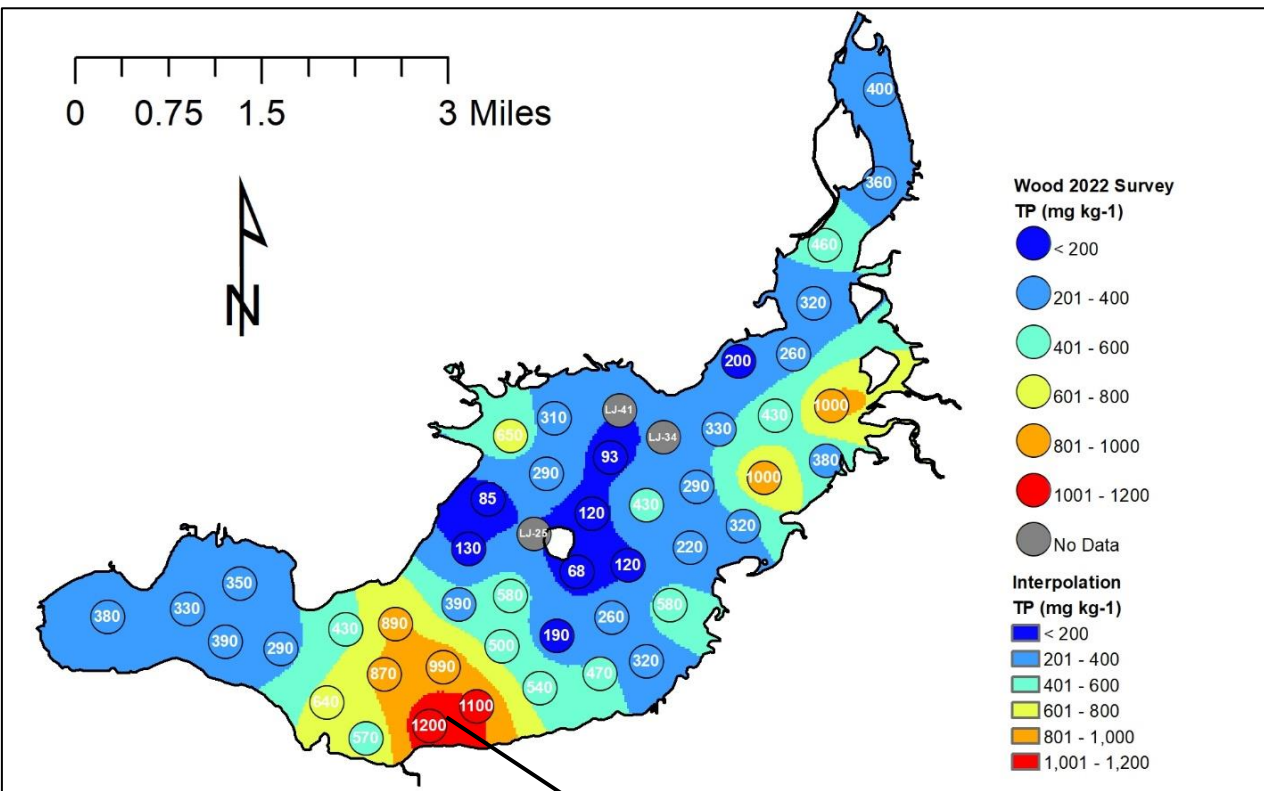 0 0.75 1.5 3 Miles
N
Wood 2022 Survey
TP (mg kg-1)
< 200
201 - 400
401 - 600
601 - 800
801 - 1000
1001 - 1200
No Data
Interpolation
TP (mg kg-1)
< 200
201 - 400
401 - 600
601 - 800
801 - 1,000
1,001 - 1,200
400
360
460
320
260
200
1000
LJ-41
310
430
330
650
LJ-34
93
380
290
1000
290
85
430
120
320
LJ-25
130
220
120
68
350
580
390
580
330
380
260
430
890
190
390
500
290
320
990
870
470
540
640
1100
1200
570